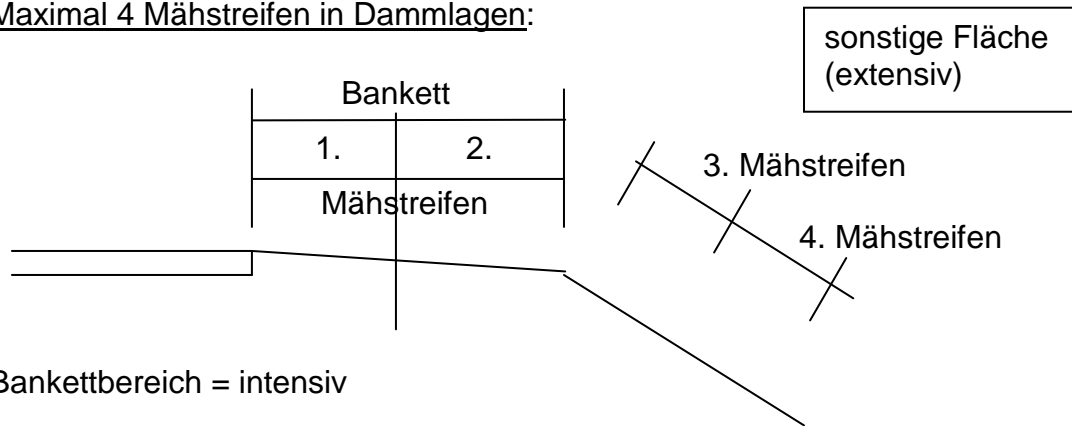 Maximal 4 Mähstreifen in Dammlagen:
sonstige Fläche
(extensiv)
Bankett
1. 2.
Mähstreifen
3. Mähstreifen
4. Mähstreifen
Bankettbereich = intensiv